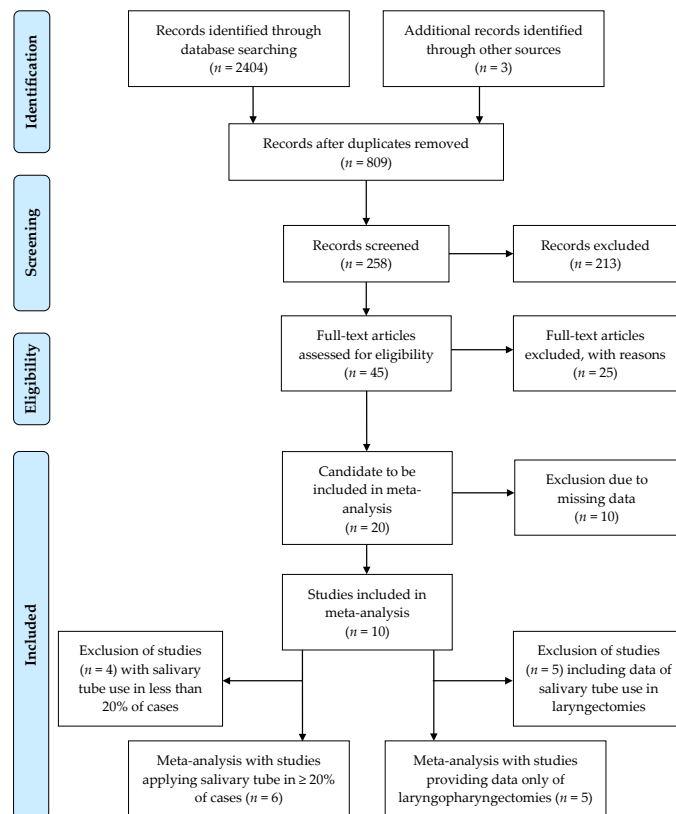 Identification
Records identified through
database searching
(n = 2404)
Additional records identified
through other sources
(n = 3)
Records after duplicates removed
(n = 809)
Screening
Records screened
(n = 258)
Records excluded
(n = 213)
Eligibility
Full-text articles
assessed for eligibility
(n = 45)
Full-text articles
excluded, with reasons
(n = 25)
Included
Candidate to be
included in meta-
analysis
(n = 20)
Exclusion due to
missing data
(n = 10)
Studies included in
meta-analysis
(n = 10)
Exclusion of studies
(n = 4) with salivary
tube use in less than
20% of cases
Exclusion of studies
(n = 5) including data of
salivary tube use in
laryngectomies
Meta-analysis with studies
applying salivary tube in ≥ 20%
of cases (n = 6)
Meta-analysis with studies
providing data only of
laryngopharyngectomies (n = 5)